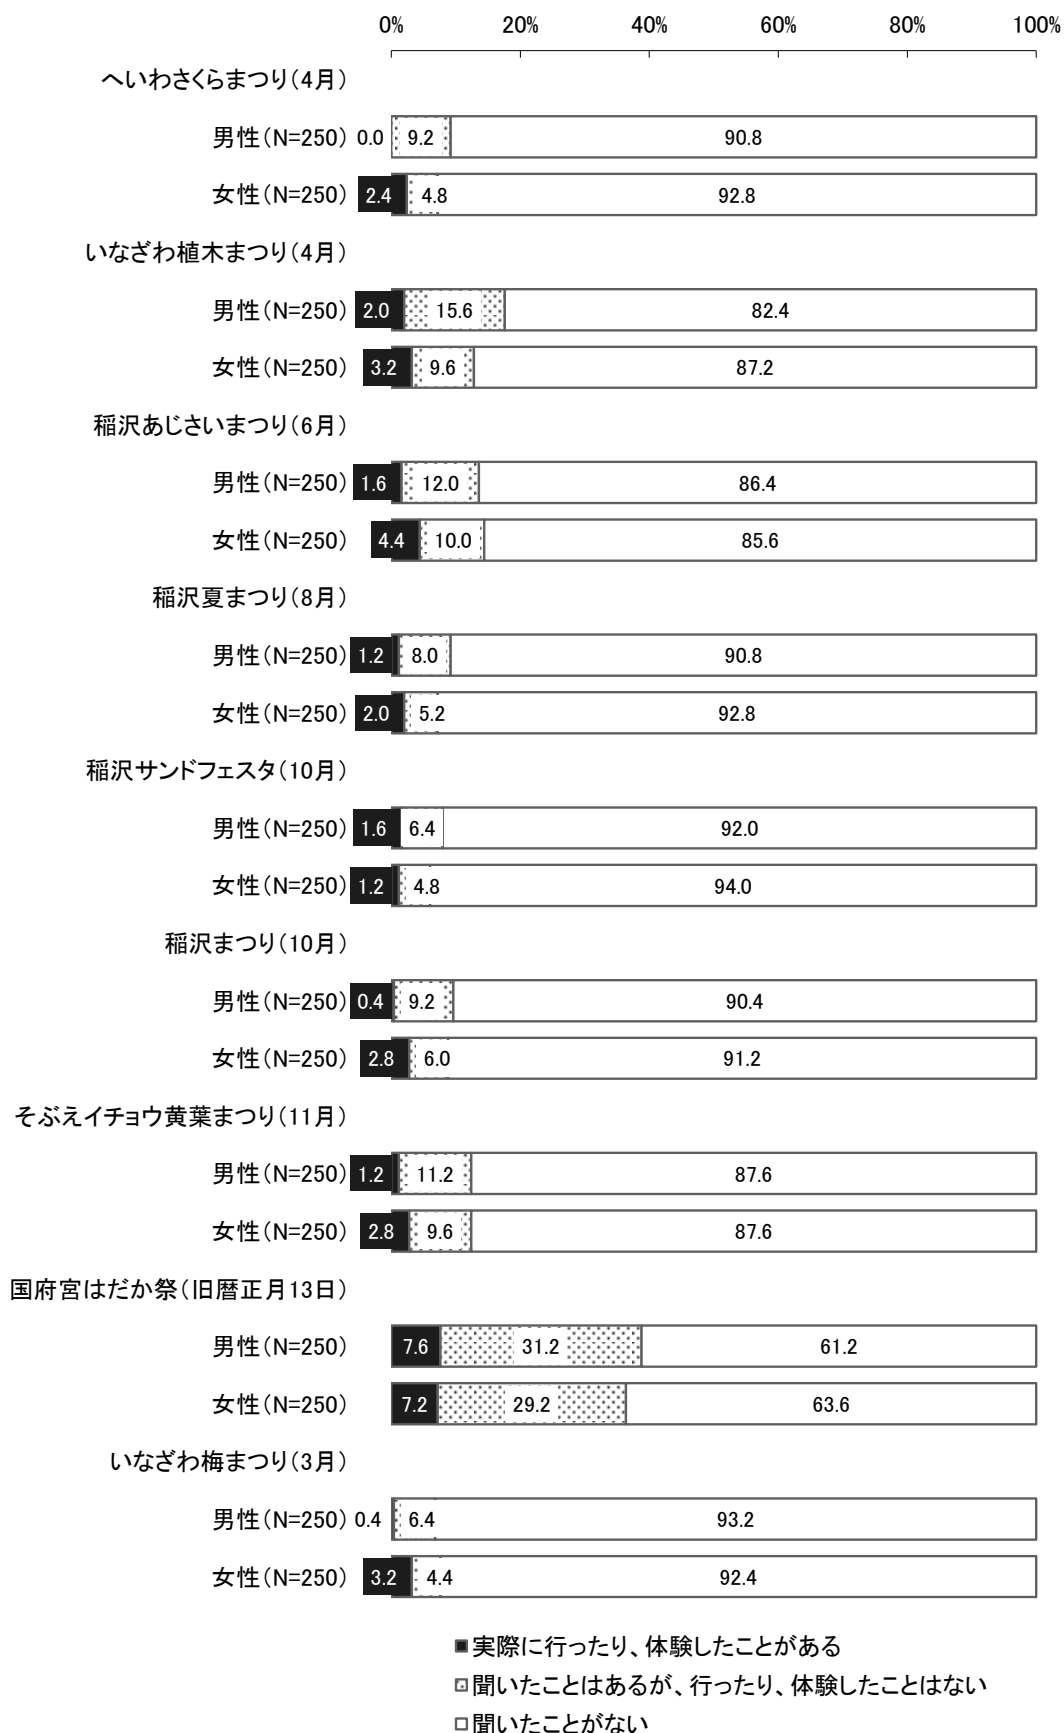 0% 20% 40% 60% 80% 100%
へいわさくらまつり(4月)
男性(N=250) 0.0 9.2 90.8
女性(N=250) 2.4 4.8 92.8
いなざわ植木まつり(4月)
男性(N=250) 2.0 15.6 82.4
女性(N=250) 3.2 9.6 87.2
稲沢あじさいまつり(6月)
男性(N=250) 1.6 12.0 86.4
女性(N=250) 4.4 10.0 85.6
稲沢夏まつり(8月)
男性(N=250) 1.2 8.0 90.8
女性(N=250) 2.0 5.2 92.8
稲沢サンドフェスタ(10月)
男性(N=250) 1.6 6.4 92.0
女性(N=250) 1.2 4.8 94.0
稲沢まつり(10月)
男性(N=250) 0.4 9.2 90.4
女性(N=250) 2.8 6.0 91.2
そぶえイチョウ黄葉まつり(11月)
男性(N=250) 1.2 11.2 87.6
女性(N=250) 2.8 9.6 87.6
国府宮はだか祭(旧暦正月13日)
男性(N=250) 7.6 31.2 61.2
女性(N=250) 7.2 29.2 63.6
いなざわ梅まつり(3月)
男性(N=250) 0.4 6.4 93.2
女性(N=250) 3.2 4.4 92.4
実際に行ったり、体験したことがある
聞いたことはあるが、行ったり、体験したことはない
聞いたことがない